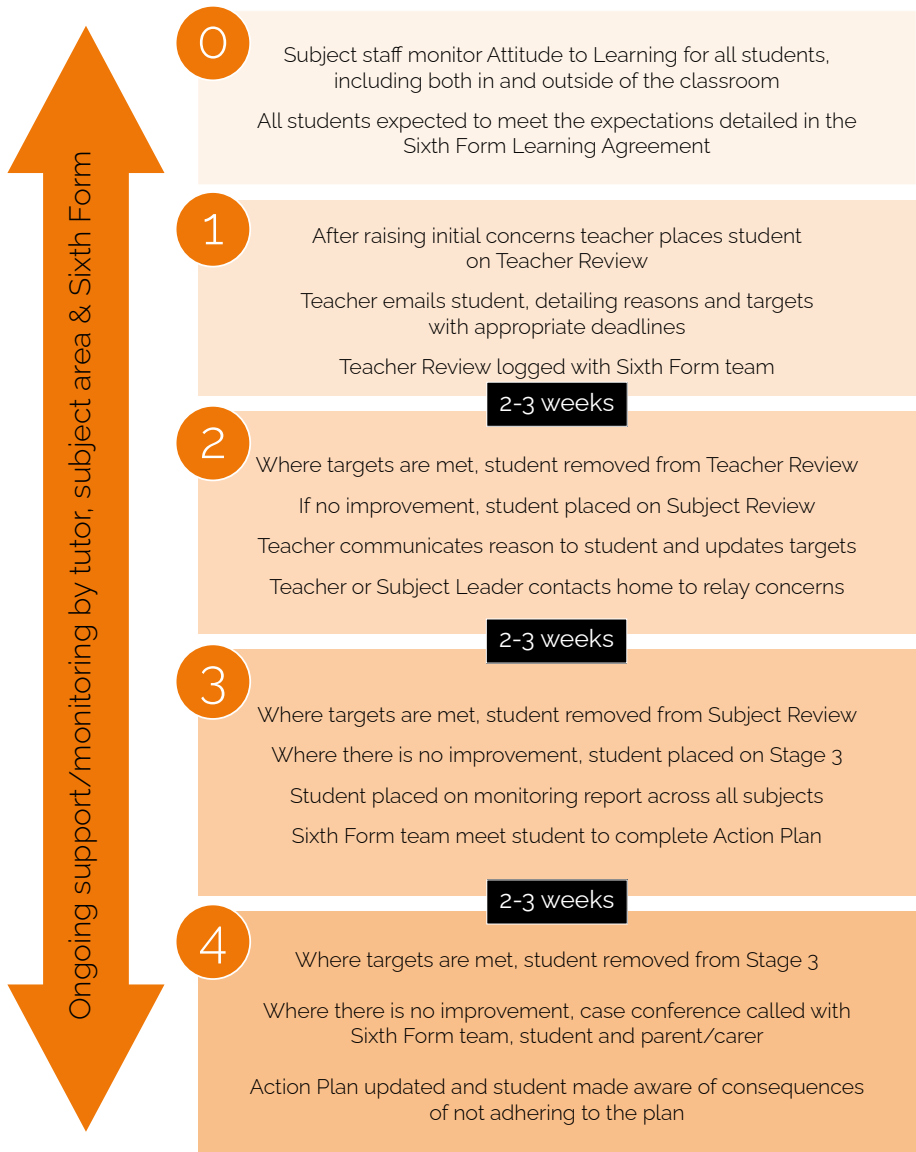 Ongoing support/monitoring by tutor, subject area & Sixth Form
0
Subject staff monitor Attitude to Learning for all students,
including both in and outside of the classroom
All students expected to meet the expectations detailed in the
Sixth Form Learning Agreement
1
After raising initial concerns teacher places student
on Teacher Review
Teacher emails student, detailing reasons and targets
with appropriate deadlines
Teacher Review logged with Sixth Form team
2-3 weeks
2
Where targets are met, student removed from Teacher Review
If no improvement, student placed on Subject Review
Teacher communicates reason to student and updates targets
Teacher or Subject Leader contacts home to relay concerns
2-3 weeks
3
Where targets are met, student removed from Subject Review
Where there is no improvement, student placed on Stage 3
Student placed on monitoring report across all subjects
Sixth Form team meet student to complete Action Plan
2-3 weeks
4
Where targets are met, student removed from Stage 3
Where there is no improvement, case conference called with
Sixth Form team, student and parent/carer
Action Plan updated and student made aware of consequences
of not adhering to the plan